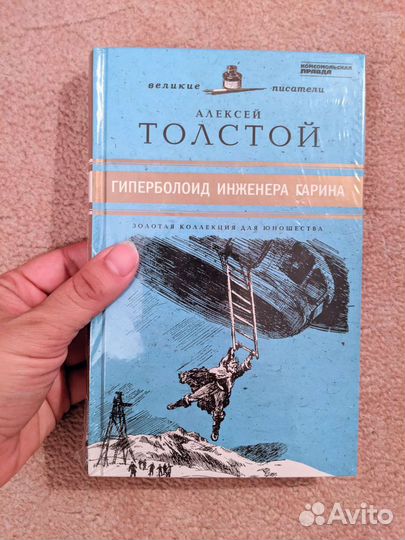 КОМСОМОЛЬСКАЯ
ПРАВДА
великие писатели
АЛЕКСЕЙ
ТОЛСТОЙ
ГИПЕРБОЛОИД ИНЖЕНЕРА ГАРИНА
ЗОЛОТАЯ КОЛЛЕКЦИЯ ДЛЯ ЮНОШЕСТВА
Avito